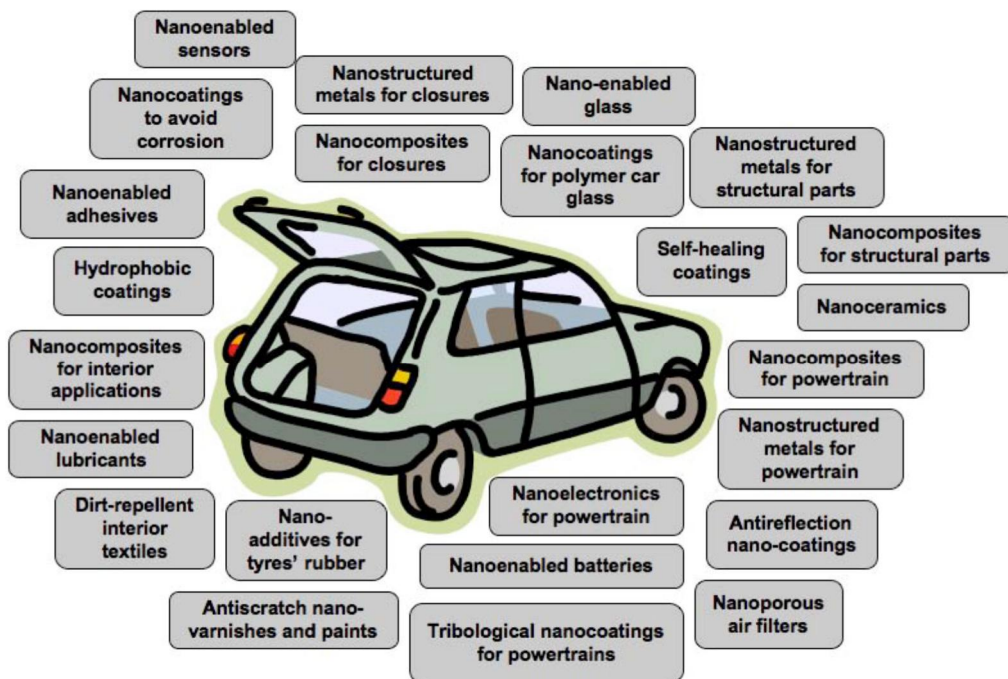 Nanoenabled
sensors
Nanostructured
metals for closures
Nano-enabled
glass
Nanocoatings
to avoid
corrosion
Nanocomposites
for closures
Nanocoatings
for polymer car
glass
Nanostructured
metals for
structural parts
Nanoenabled
adhesives
Self-healing
coatings
Nanocomposites
for structural parts
Hydrophobic
coatings
Nanoceramics
Nanocomposites
for interior
applications
Nanocomposites
for powertrain
Nanoenabled
lubricants
Nanostructured
metals for
powertrain
Dirt-repellent
interior
textiles
Nano-
additives for
tyres' rubber
Nanoelectronics
for powertrain
Antireflection
nano-coatings
Nanoenabled batteries
Antiscratch nano-
varnishes and paints
Tribological nanocoatings
for powertrains
Nanoporous
air filters